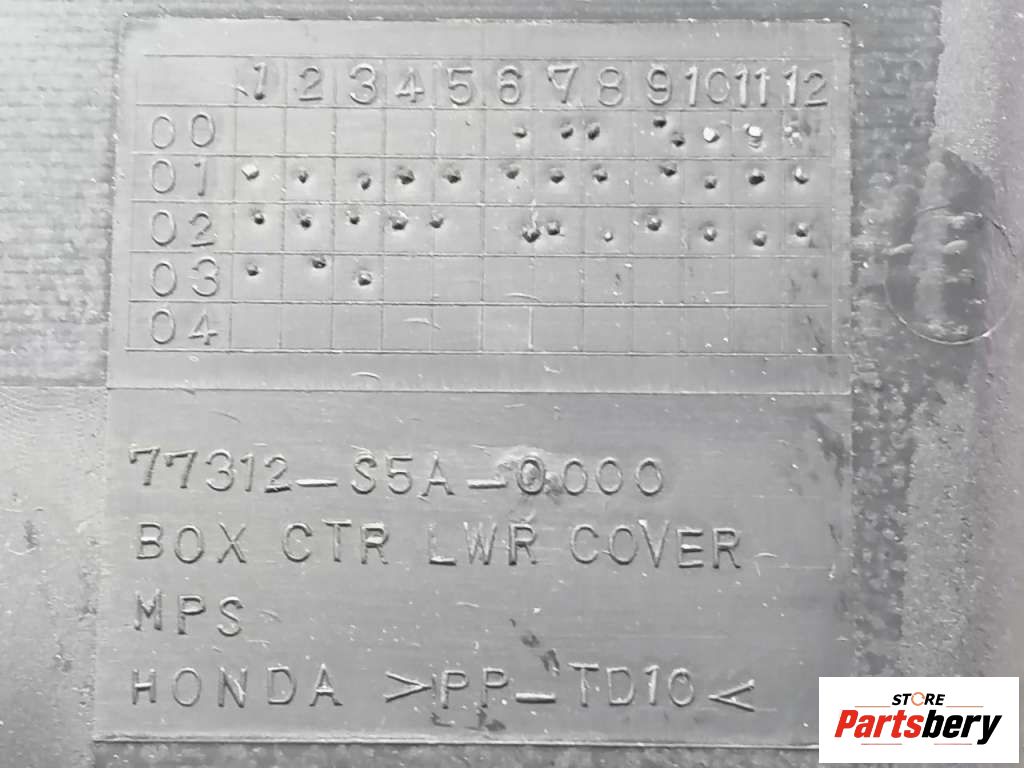 1 2 3 4 5 6 7 8 9 10 11 12
00
01
02
03
04
77312-S5A-0000
BOX CTR LWR COVER
MPS
HONDA >PP-TD10<
STORE
Partsbery